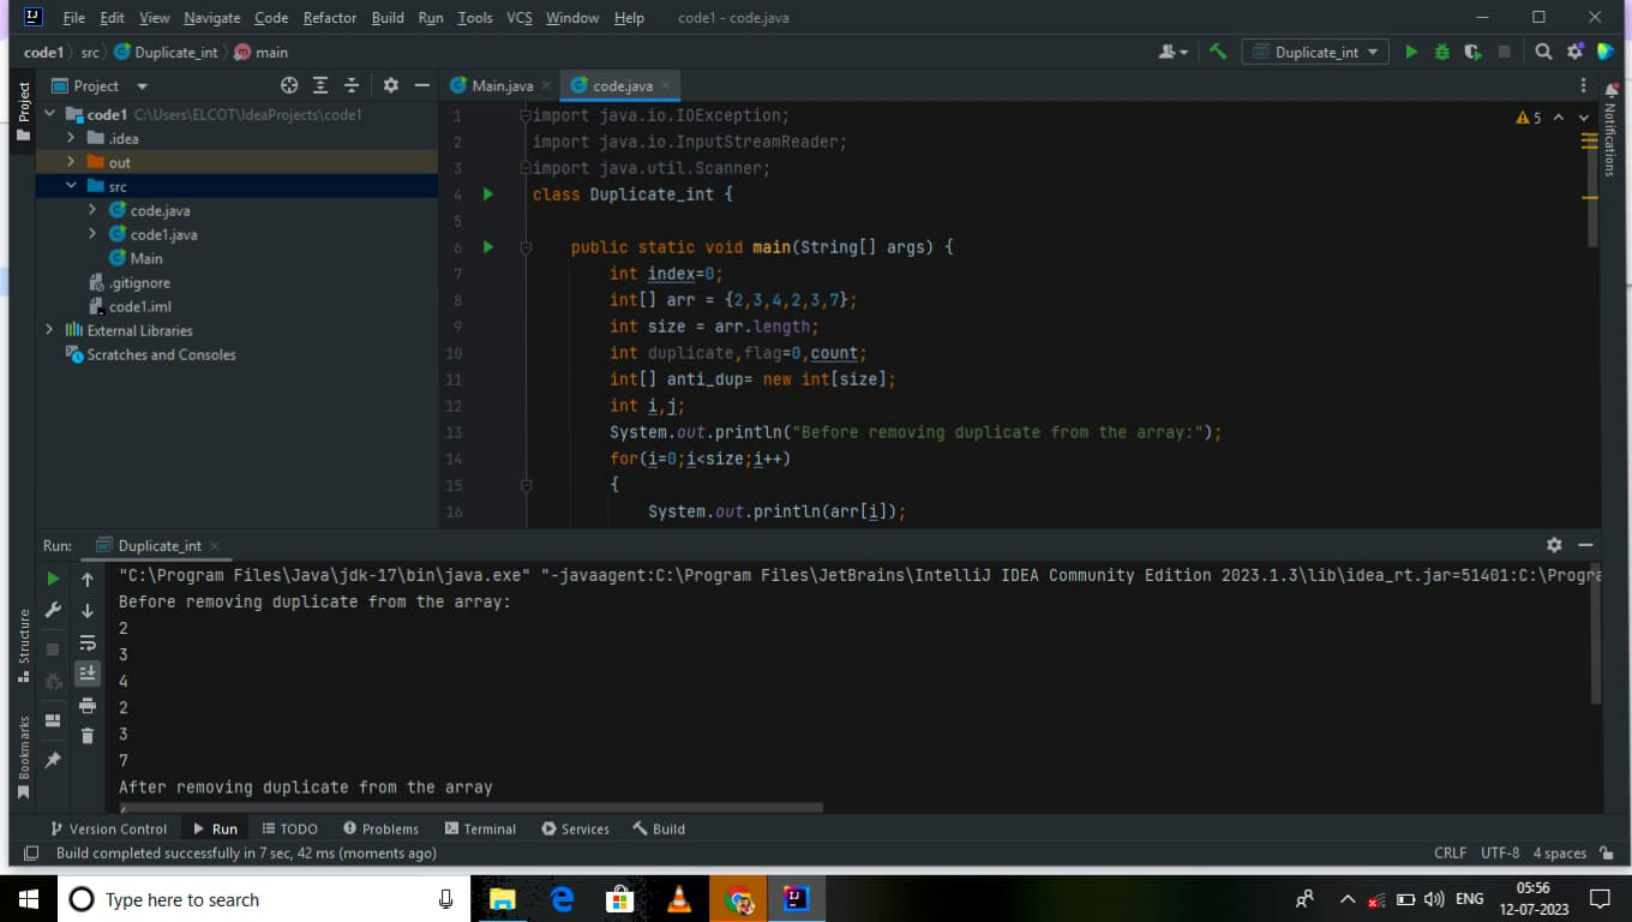 File Edit View Navigate Code Refactor Build Run Tools VCS Window Help code1 - code.java
code1 src Duplicate_int main
Duplicate_int
Project
Main.java
code.java
Project
code1 C:\Users\ELCOT\IdeaProjects\code1
.idea
out
src
code.java
code1.java
Main
.gitignore
code1.iml
External Libraries
Scratches and Consoles
1 import java.io.IOException;
2 import java.io.InputStreamReader;
3 import java.util.Scanner;
4 class Duplicate_int {
5
6 public static void main(String[] args) {
7 int index=0;
8 int[] arr = {2,3,4,2,3,7};
9 int size = arr.length;
10 int duplicate,flag=0,count;
11 int[] anti_dup= new int[size];
12 int i,j;
13 System.out.println("Before removing duplicate from the array:");
14 for(i=0;i<size;i++)
15 {
16 System.out.println(arr[i]);
5
Notifications
Run: Duplicate_int
"C:\Program Files\Java\jdk-17\bin\java.exe" "-javaagent:C:\Program Files\JetBrains\IntelliJ IDEA Community Edition 2023.1.3\lib\idea_rt.jar=51401:C:\Progra
Before removing duplicate from the array:
2
3
4
2
3
7
After removing duplicate from the array
Structure
Bookmarks
Version Control Run TODO Problems Terminal Services Build
Build completed successfully in 7 sec, 42 ms (moments ago)
CRLF UTF-8 4 spaces
Type here to search
ENG
05:56
12-07-2023